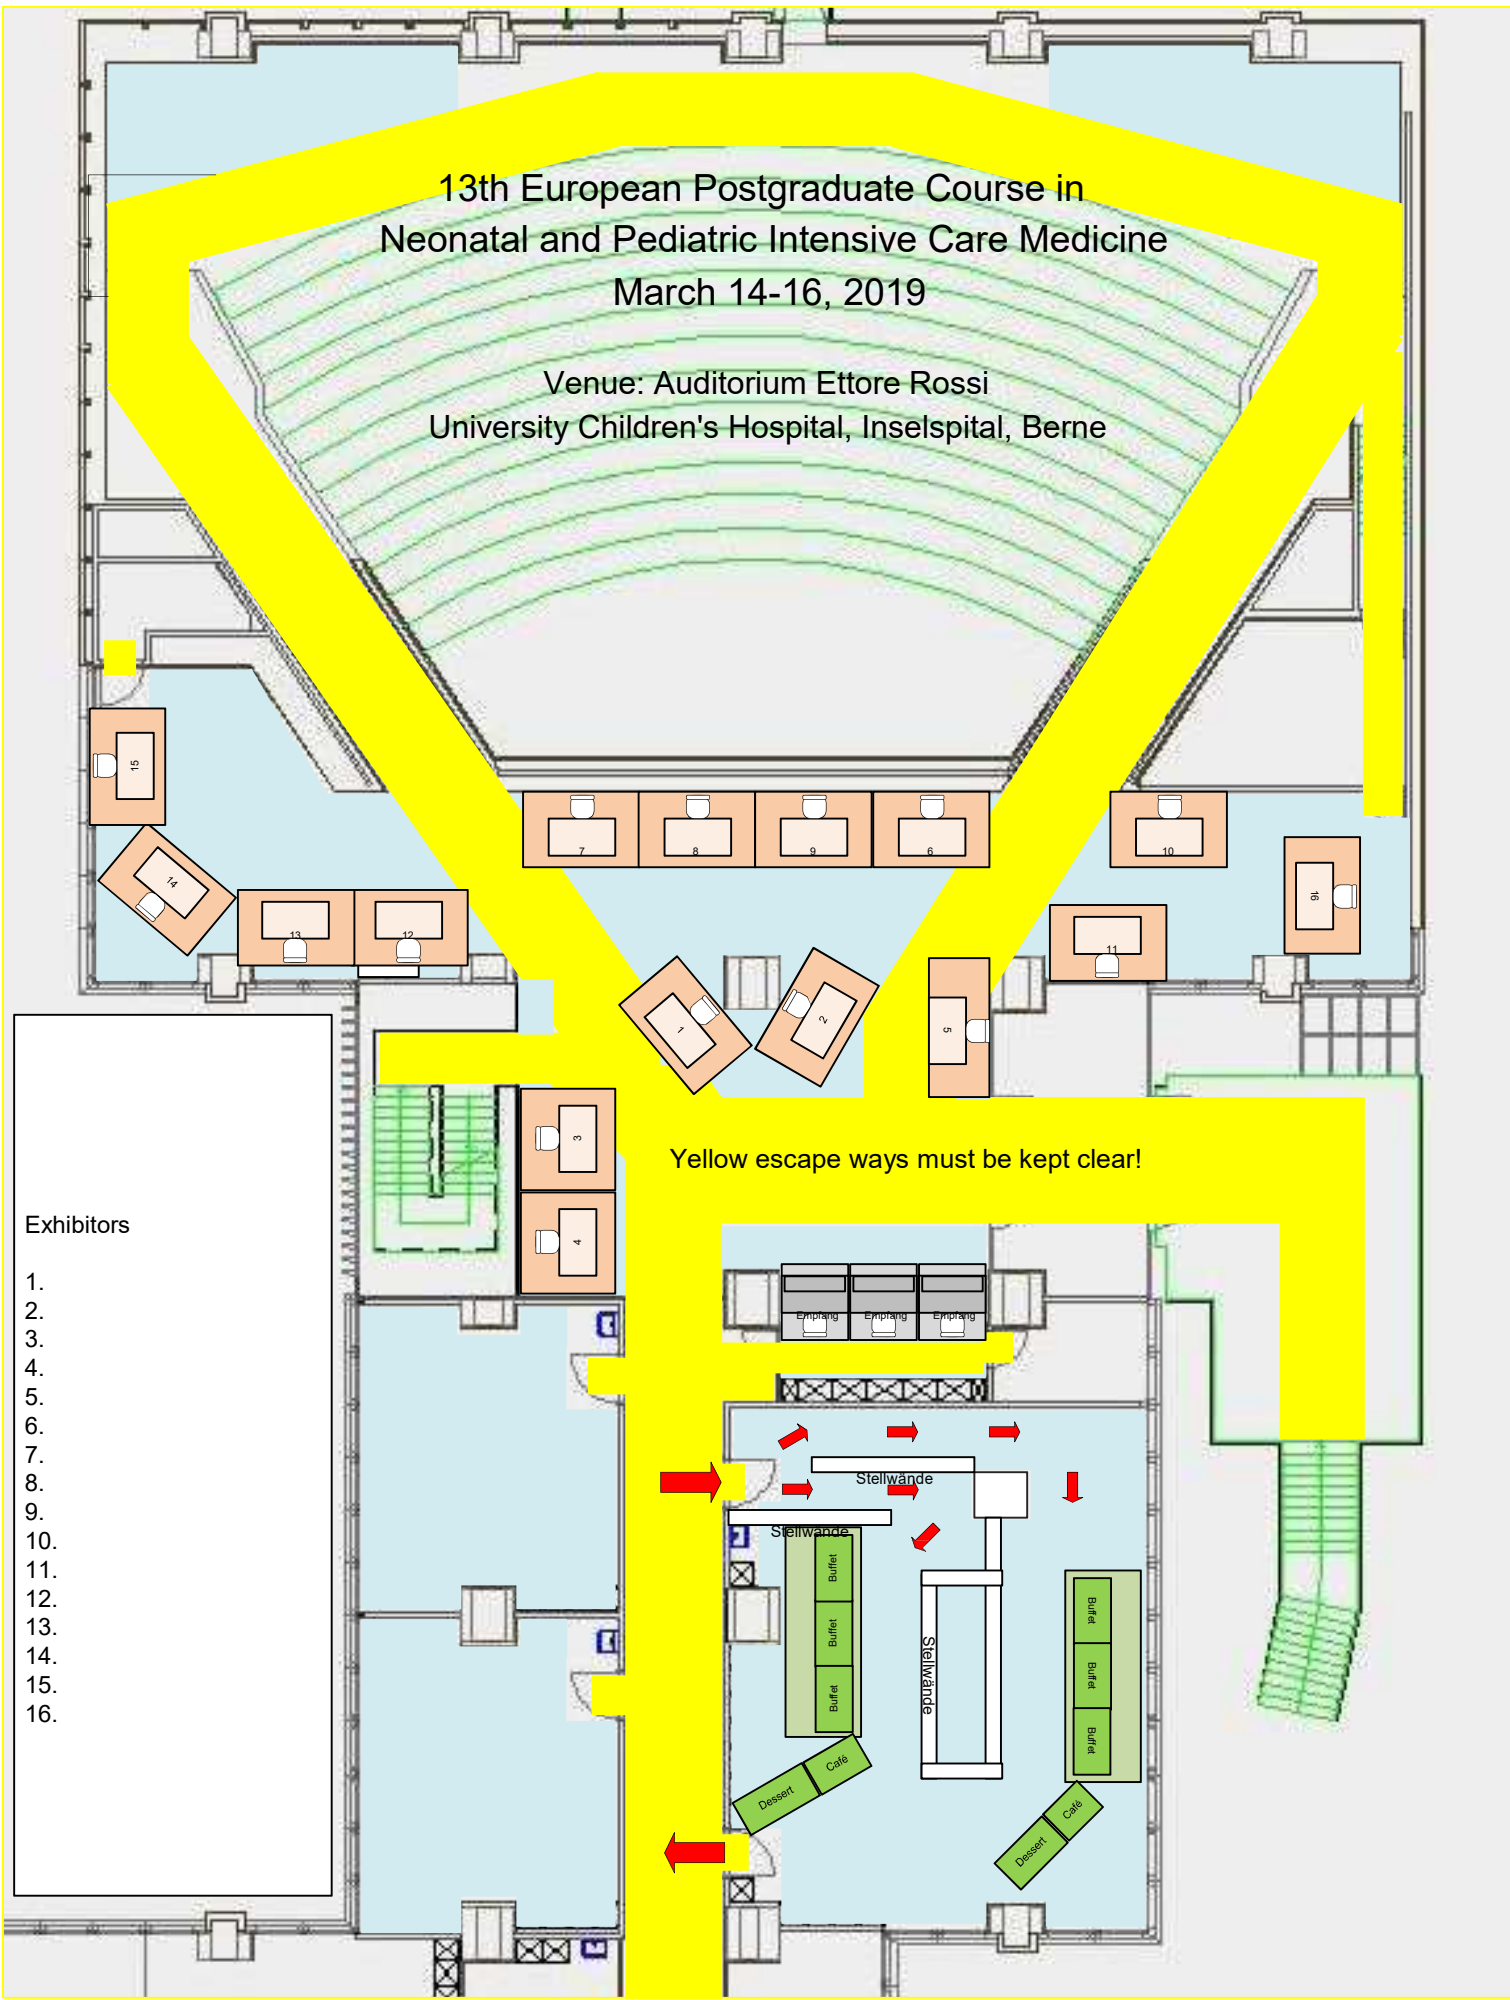 13th European Postgraduate Course in
Neonatal and Pediatric Intensive Care Medicine
March 14-16, 2019
Venue: Auditorium Ettore Rossi
University Children's Hospital, Inselspital, Berne
15
7
8
9
6
10
14
13
12
16
11
1
2
5
3
4
Yellow escape ways must be kept clear!
Exhibitors
1.
2.
3.
4.
5.
6.
7.
8.
9.
10.
11.
12.
13.
14.
15.
16.
Empfang
Empfang
Empfang
Stellwände
Stellwände
Buffet
Buffet
Buffet
Stellwände
Buffet
Buffet
Buffet
Café
Dessert
Café
Dessert